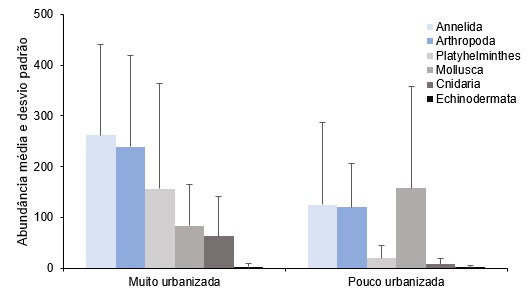 Abundância média e desvio padrão
500
400
300
200
100
0
Annelida
Arthropoda
Platyhelminthes
Mollusca
Cnidaria
Echinodermata
Muito urbanizada
Pouco urbanizada